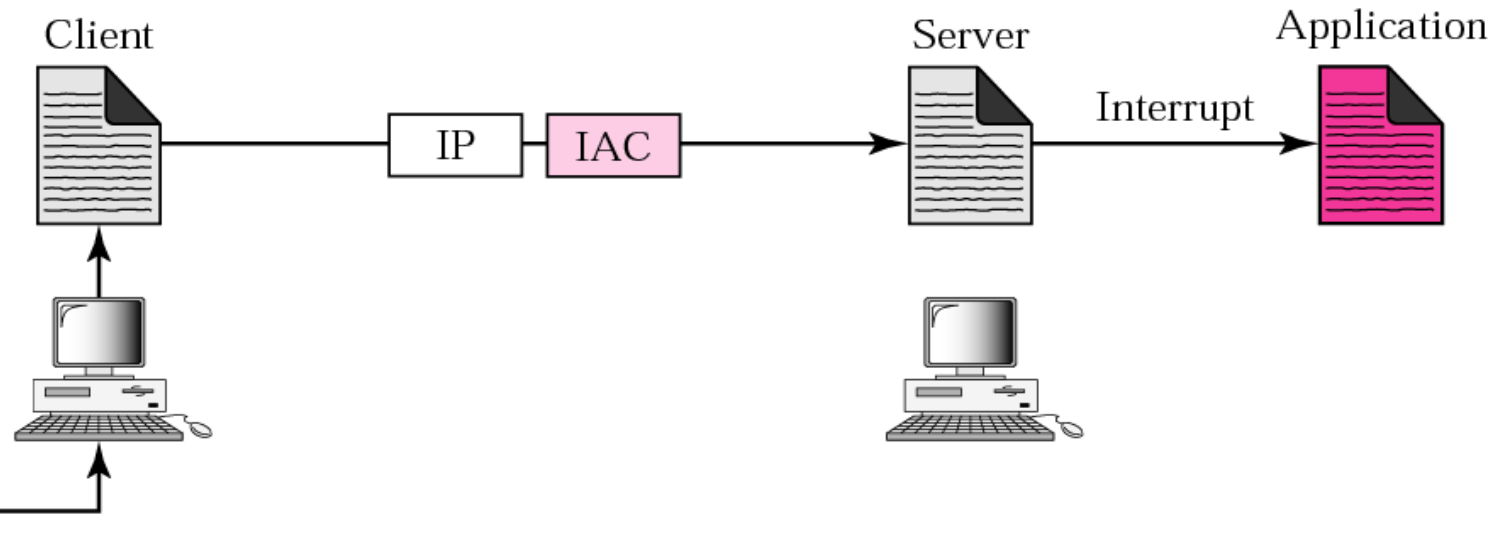 Client
Server
Application
Interrupt
IP
IAC